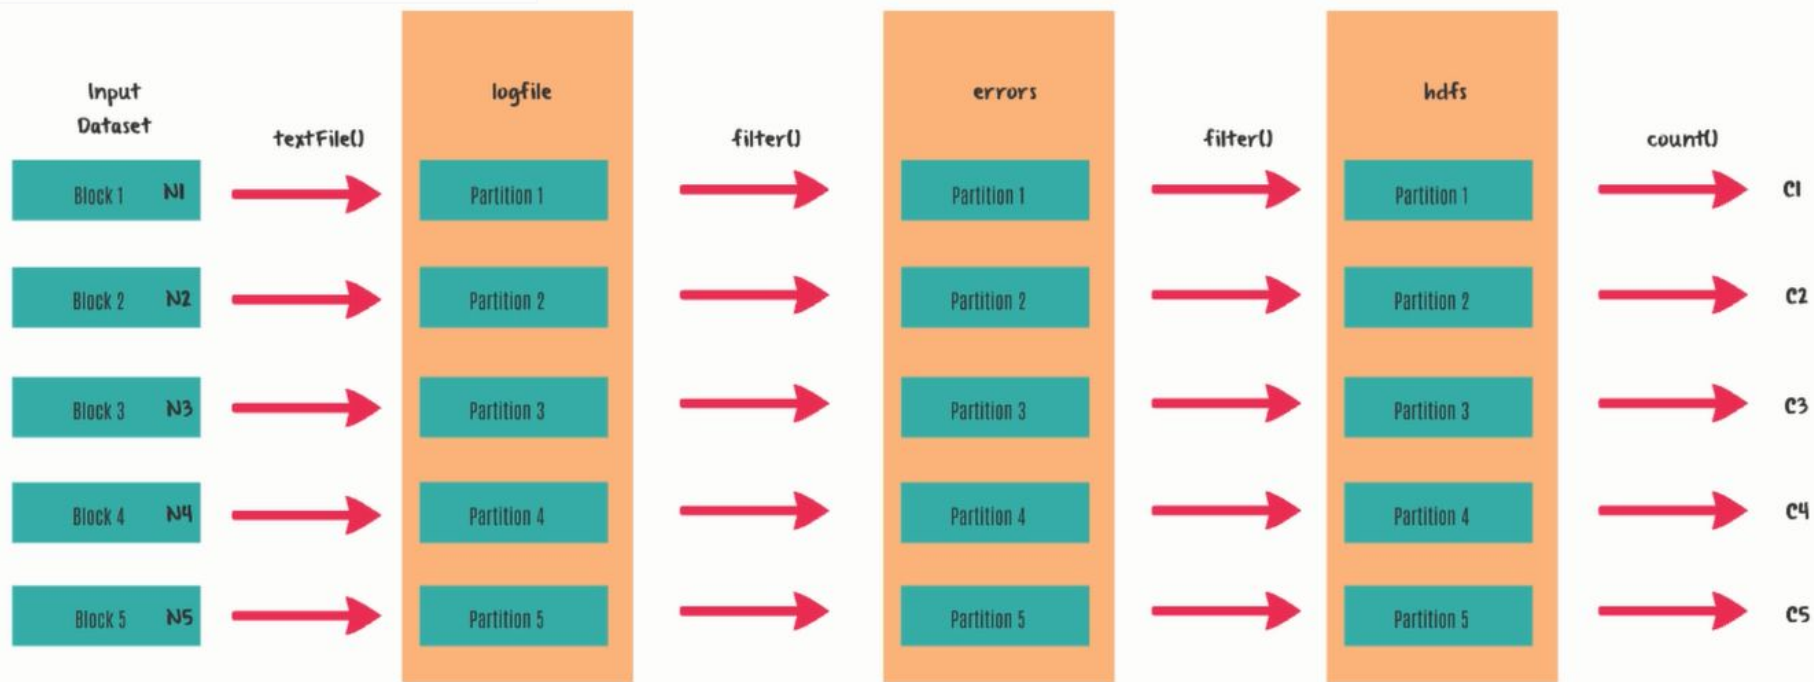 Input
Dataset
logfile
errors
hdfs
textFile()
filter()
filter()
count()
Block 1 N1
Partition 1
Partition 1
Partition 1
C1
Block 2 N2
Partition 2
Partition 2
Partition 2
C2
Block 3 N3
Partition 3
Partition 3
Partition 3
C3
Block 4 N4
Partition 4
Partition 4
Partition 4
C4
Block 5 N5
Partition 5
Partition 5
Partition 5
C5